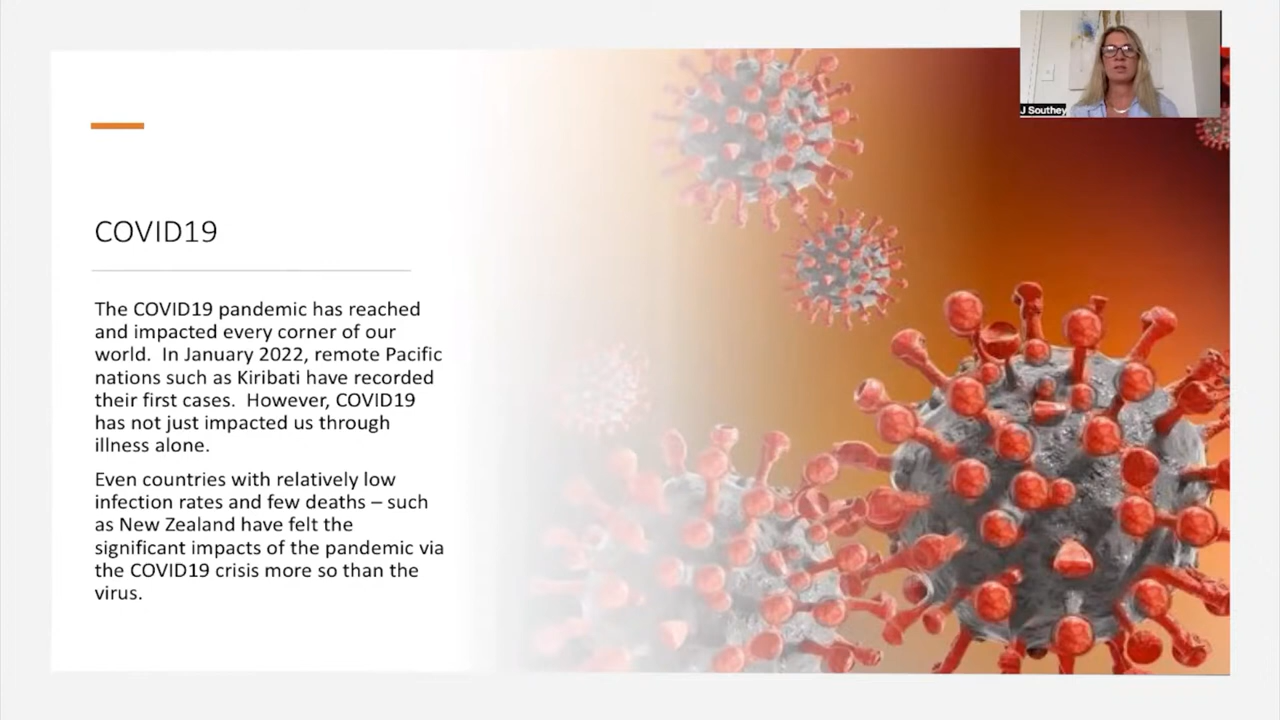 J Southey
COVID19
The COVID19 pandemic has reached
and impacted every corner of our
world.  In January 2022, remote Pacific
nations such as Kiribati have recorded
their first cases.  However, COVID19
has not just impacted us through
illness alone.
Even countries with relatively low
infection rates and few deaths – such
as New Zealand have felt the
significant impacts of the pandemic via
the COVID19 crisis more so than the
virus.